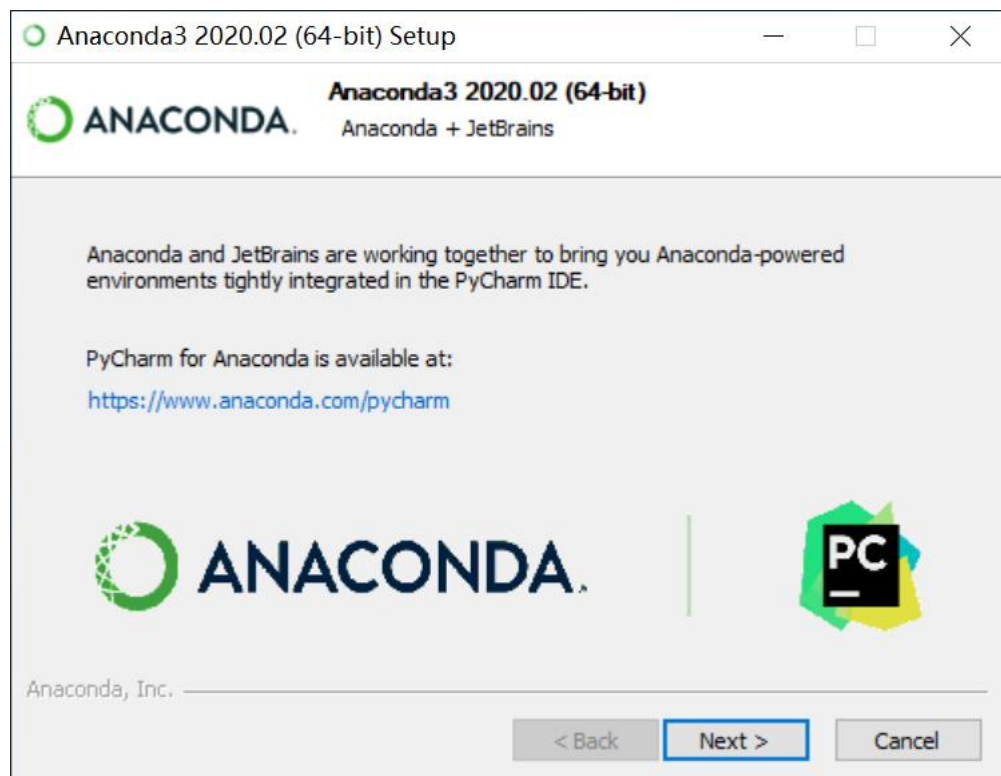 Anaconda3 2020.02 (64-bit) Setup
Anaconda3 2020.02 (64-bit)
ANACONDA.
Anaconda + JetBrains
Anaconda and JetBrains are working together to bring you Anaconda-powered
environments tightly integrated in the PyCharm IDE.
PyCharm for Anaconda is available at:
https://www.anaconda.com/pycharm
ANACONDA.
PC
Anaconda, Inc.
< Back
Next >
Cancel